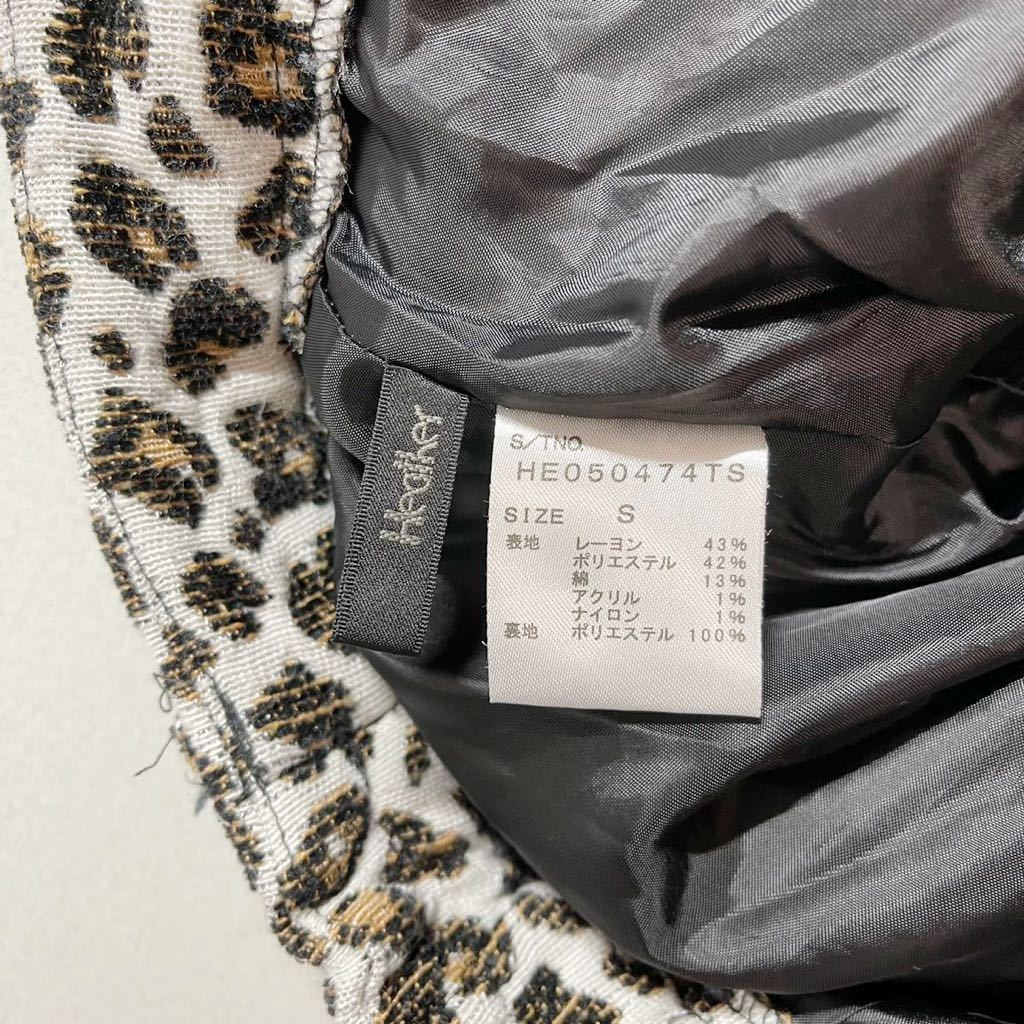 Heather
S/TNO.
HE050474TS
SIZE S
表地 レーヨン 43%
ポリエステル 42%
綿 13%
アクリル 1%
ナイロン 1%
裏地 ポリエステル 100%